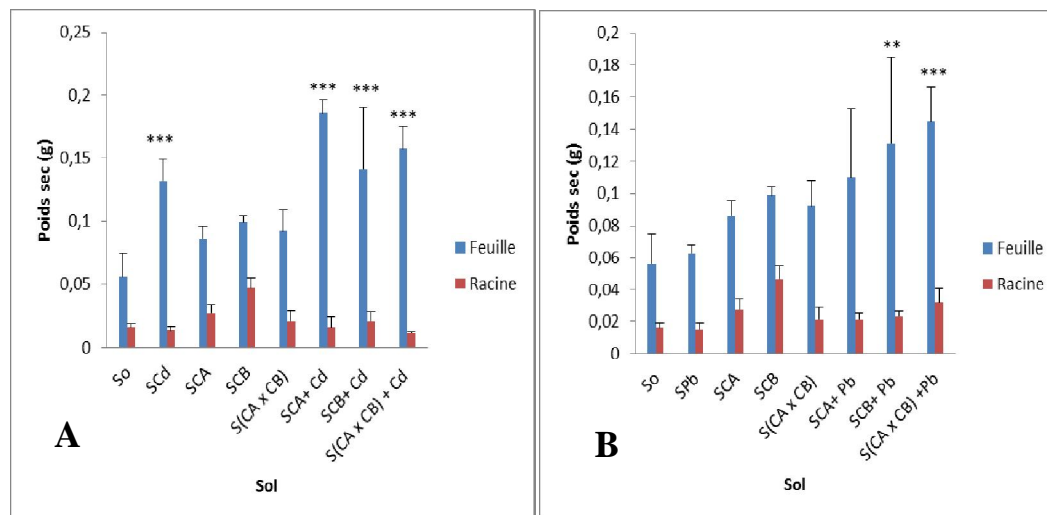 0,25
0,2
0,15
0,1
0,05
0
Poids sec (g)
***
***
***
***
Feuille
Racine
So
SCd
SCA
SCB
S(CA x CB)
SCA+ Cd
SCB+ Cd
S(CA x CB) + Cd
A
Sol
0,2
0,18
0,16
0,14
0,12
0,1
0,08
0,06
0,04
0,02
0
Poids sec (g)
**
***
Feuille
Racine
So
SPb
SCA
SCB
S(CA x CB)
SCA+ Pb
SCB+ Pb
S(CA x CB) +Pb
B
Sol